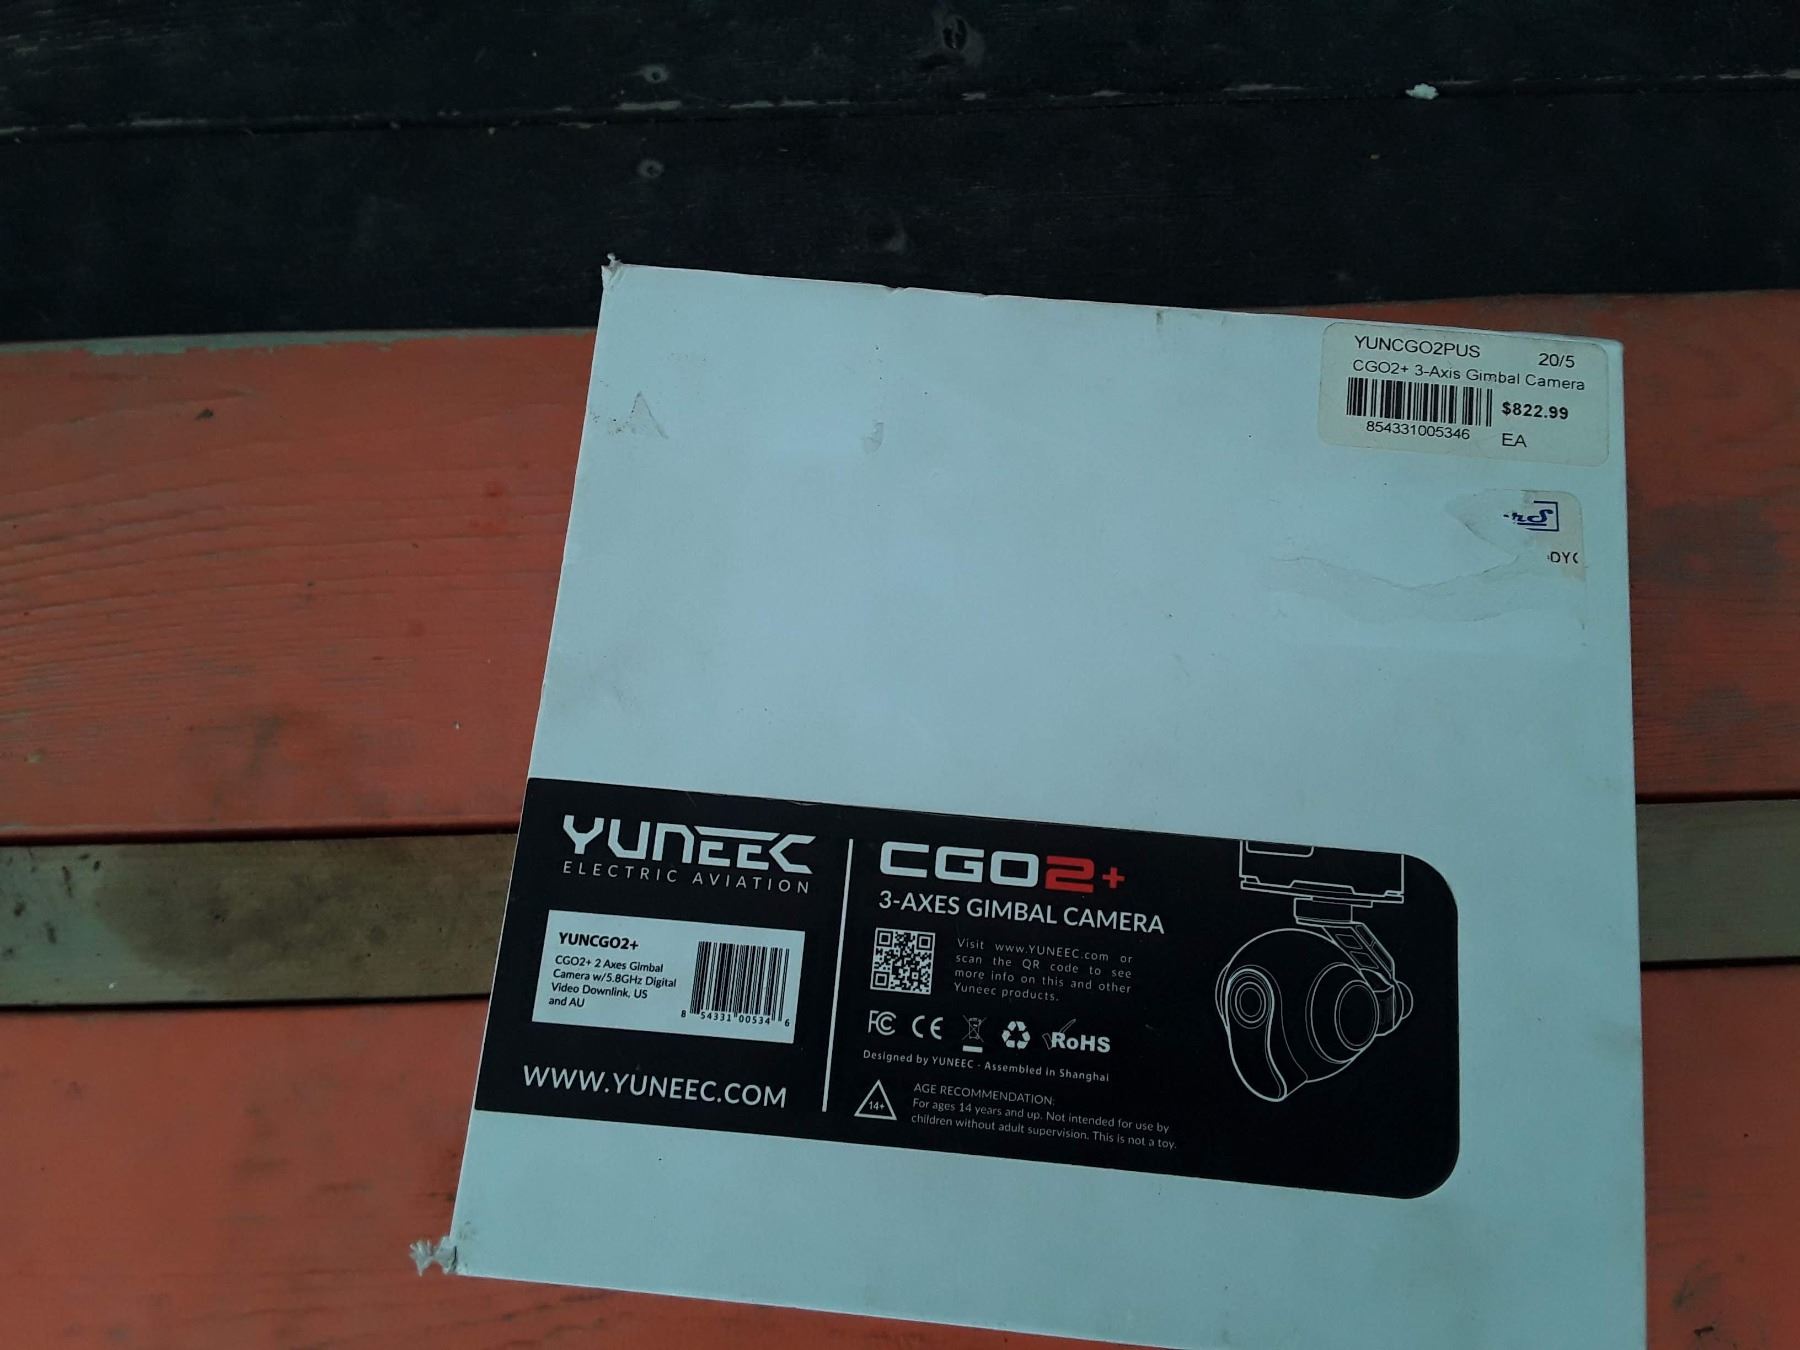 YUNCGO2PUS 20/5
CGO2+ 3-Axis Gimbal Camera
$822.99
854331005346 EA
YUNEEC
ELECTRIC AVIATION
YUNCGO2+
CGO2+ 2 Axes Gimbal
Camera w/5.8GHz Digital
Video Downlink, US
and AU
8 54331 00534 6
WWW.YUNEEC.COM
CGO2+
3-AXES GIMBAL CAMERA
Visit www.YUNEEC.com or
scan the QR code to see
more info on this and other
Yuneec products.
FC CE RoHS
Designed by YUNEEC - Assembled in Shanghai
14+
AGE RECOMMENDATION:
For ages 14 years and up. Not intended for use by
children without adult supervision. This is not a toy.